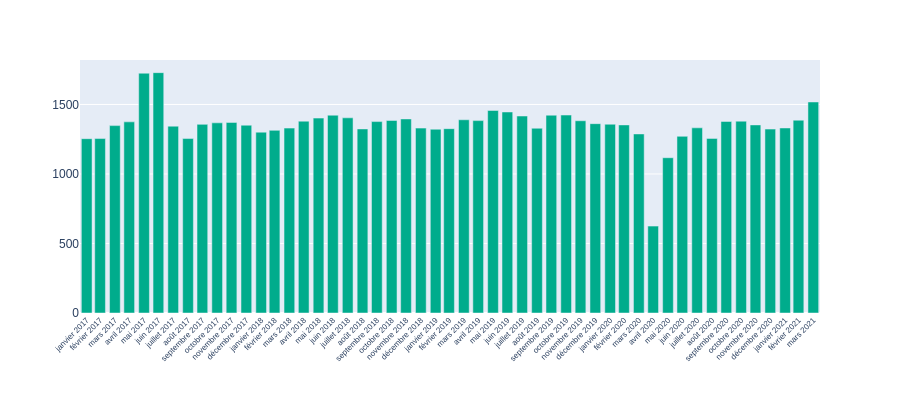 1500
1000
500
0
janvier 2017
février 2017
mars 2017
avril 2017
mai 2017
juin 2017
juillet 2017
août 2017
septembre 2017
octobre 2017
novembre 2017
décembre 2017
janvier 2018
février 2018
mars 2018
avril 2018
mai 2018
juin 2018
juillet 2018
août 2018
septembre 2018
octobre 2018
novembre 2018
décembre 2018
janvier 2019
février 2019
mars 2019
avril 2019
mai 2019
juin 2019
juillet 2019
août 2019
septembre 2019
octobre 2019
novembre 2019
décembre 2019
janvier 2020
février 2020
mars 2020
avril 2020
mai 2020
juin 2020
juillet 2020
août 2020
septembre 2020
octobre 2020
novembre 2020
décembre 2020
janvier 2021
février 2021
mars 2021